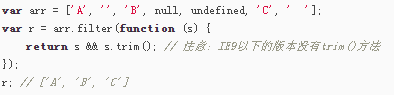 var arr = ['A', '', 'B', null, undefined, 'C', '  '];
var r = arr.filter(function (s) {
    return s && s.trim(); // 注意：IE9以下的版本没有trim()方法
});
r; // ['A', 'B', 'C']